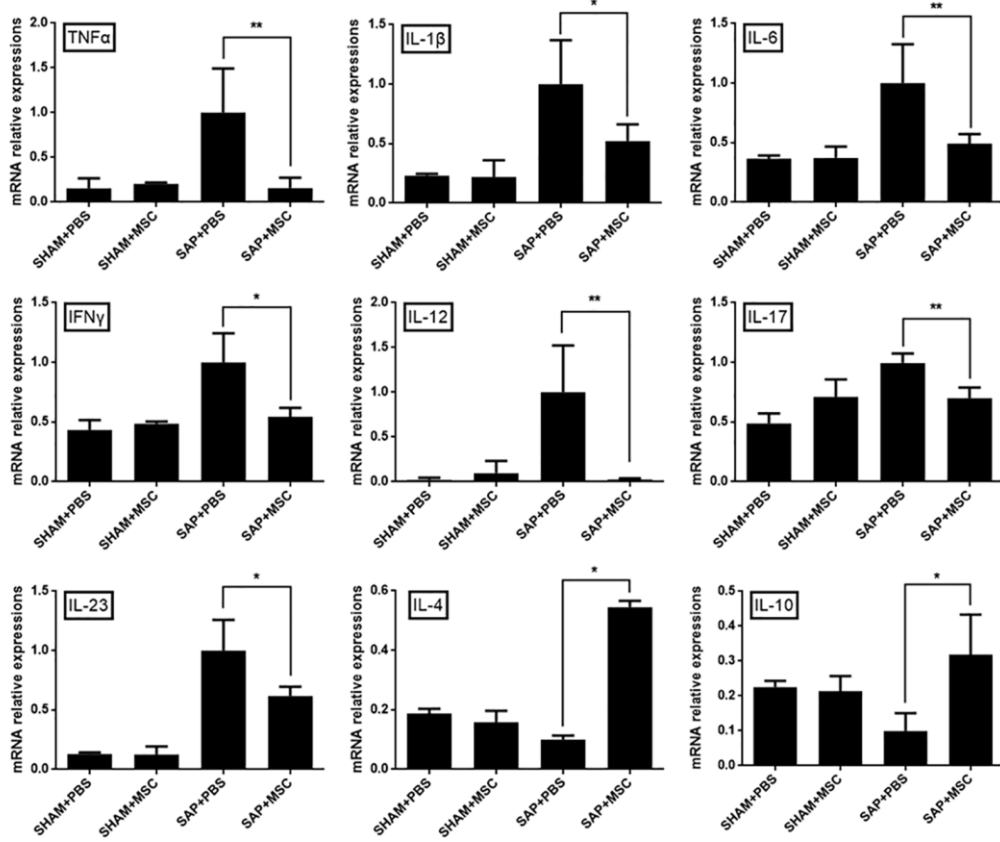 TNFα
**
mRNA relative expressions
2.0
1.5
1.0
0.5
0.0
SHAM+PBS
SHAM+MSC
SAP+PBS
SAP+MSC
IL-1β
*
mRNA relative expressions
1.5
1.0
0.5
0.0
SHAM+PBS
SHAM+MSC
SAP+PBS
SAP+MSC
IL-6
**
mRNA relative expressions
1.5
1.0
0.5
0.0
SHAM+PBS
SHAM+MSC
SAP+PBS
SAP+MSC
IFNγ
*
mRNA relative expressions
1.5
1.0
0.5
0.0
SHAM+PBS
SHAM+MSC
SAP+PBS
SAP+MSC
IL-12
**
mRNA relative expressions
2.0
1.5
1.0
0.5
0.0
SHAM+PBS
SHAM+MSC
SAP+PBS
SAP+MSC
IL-17
**
mRNA relative expressions
1.5
1.0
0.5
0.0
SHAM+PBS
SHAM+MSC
SAP+PBS
SAP+MSC
IL-23
*
mRNA relative expressions
1.5
1.0
0.5
0.0
SHAM+PBS
SHAM+MSC
SAP+PBS
SAP+MSC
IL-4
*
mRNA relative expressions
0.6
0.4
0.2
0.0
SHAM+PBS
SHAM+MSC
SAP+PBS
SAP+MSC
IL-10
*
mRNA relative expressions
0.5
0.4
0.3
0.2
0.1
0.0
SHAM+PBS
SHAM+MSC
SAP+PBS
SAP+MSC